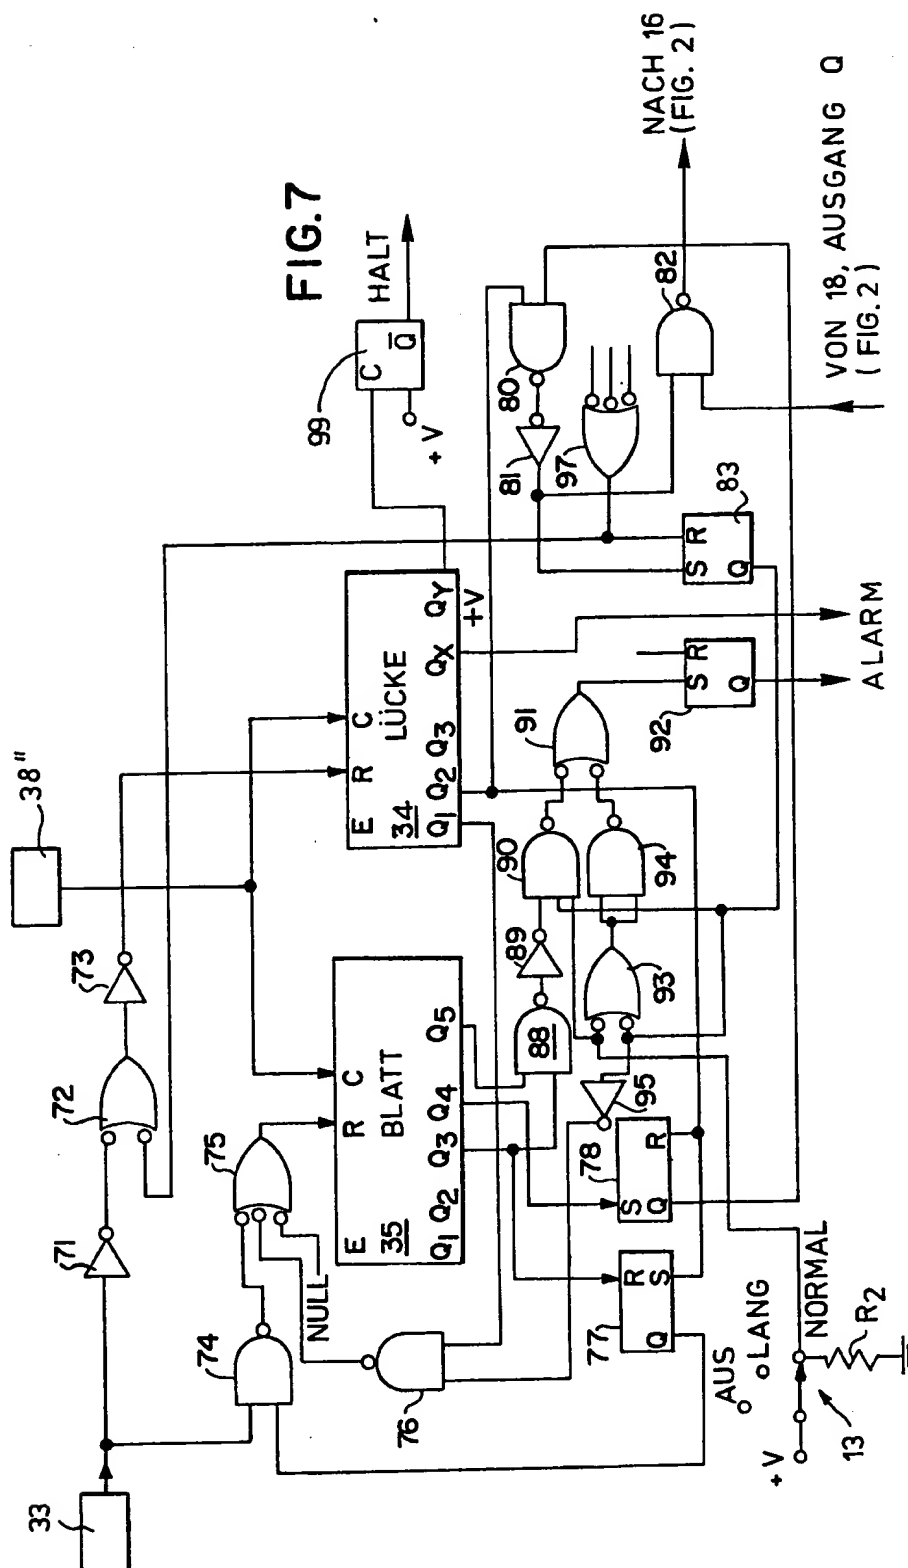 FIG.7
33
71
72
73
38"
74
75
NULL
76
E
R
C
35
BLATT
Q1 Q2 Q3 Q4 Q5
E
R
C
34
LÜCKE
Q1 Q2 Q3 QX QY
+V
99
C
Q̅
+V
HALT
77
R
S
Q
78
S
R
Q
88
89
90
91
92
S
R
Q
93
94
95
80
81
97
82
83
S
R
Q
NACH 16
(FIG. 2)
VON 18, AUSGANG Q
(FIG.2)
ALARM
AUS
LANG
NORMAL
+V
13
R2